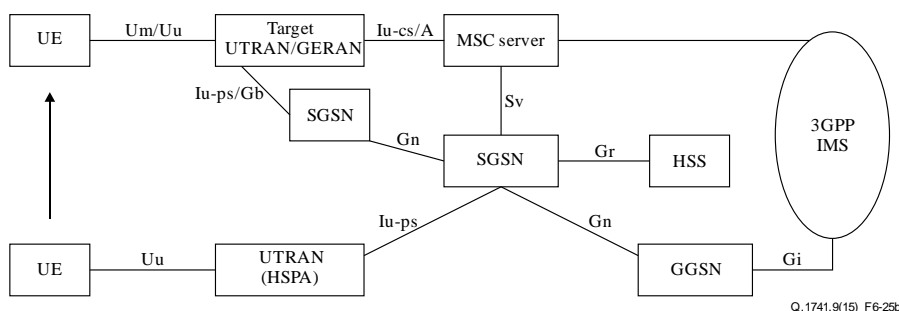 UE
Um/Uu
Target
UTRAN/GERAN
Iu-cs/A
MSC server
Iu-ps/Gb
SGSN
Gn
Sv
SGSN
Gr
HSS
3GPP
IMS
Iu-ps
Gn
UE
Uu
UTRAN
(HSPA)
GGSN
Gi
Q.1741.9(15)_F6-25b